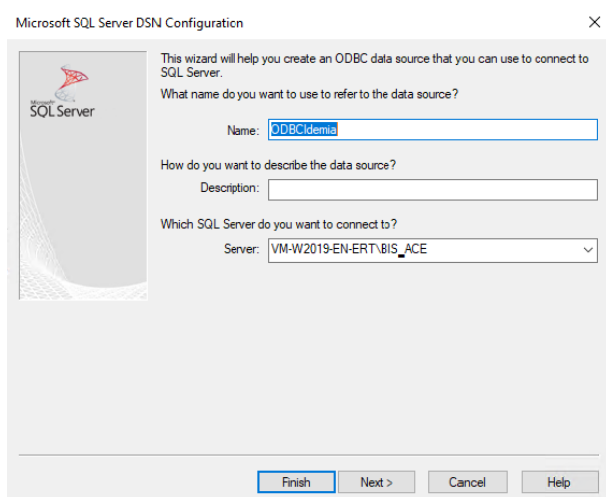 Microsoft SQL Server DSN Configuration
This wizard will help you create an ODBC data source that you can use to connect to
SQL Server.
What name do you want to use to refer to the data source?
Microsoft
SQL Server
Name: ODBCIdemia
How do you want to describe the data source?
Description:
Which SQL Server do you want to connect to?
Server: VM-W2019-EN-ERT\BIS_ACE
Finish Next > Cancel Help